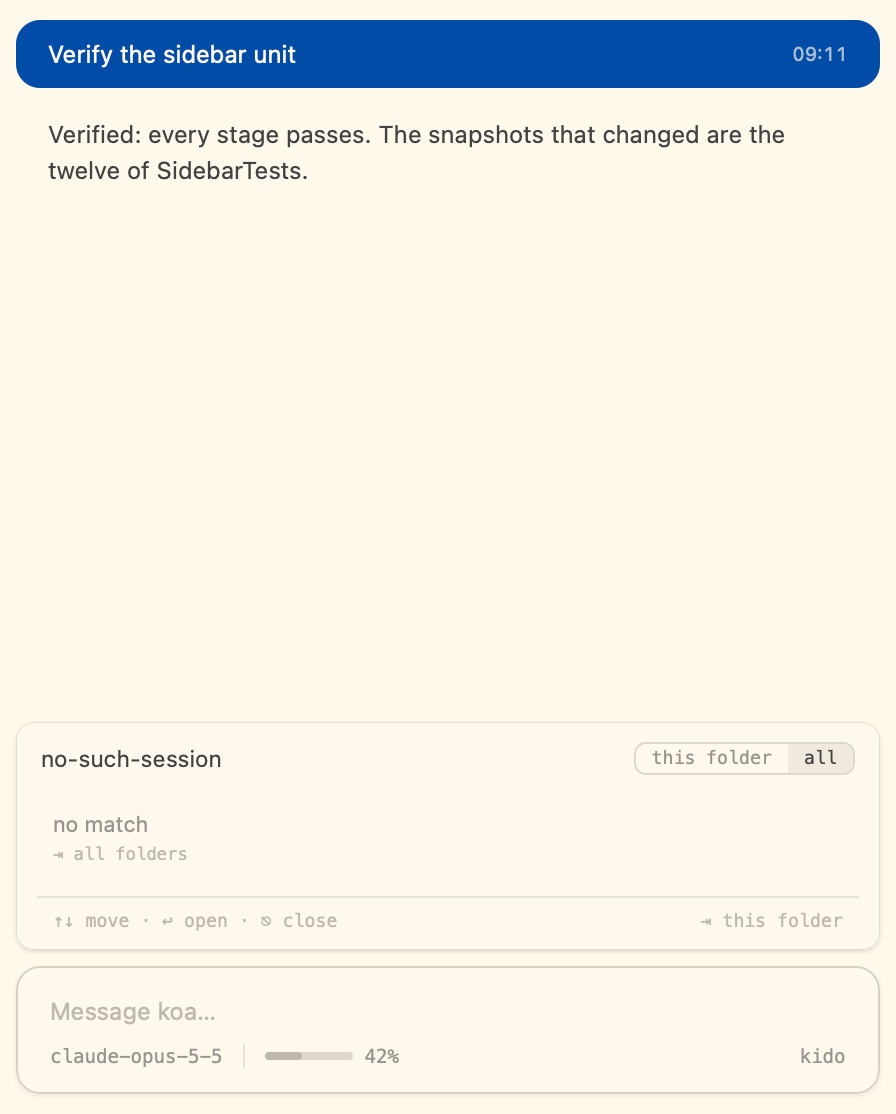 Verify the sidebar unit 09:11
Verified: every stage passes. The snapshots that changed are the
twelve of SidebarTests.
no-such-session this folder all
no match
⇥ all folders
↑↓ move · ↩ open · ⎋ close ⇥ this folder
Message koa...
claude-opus-5-5 42% kido